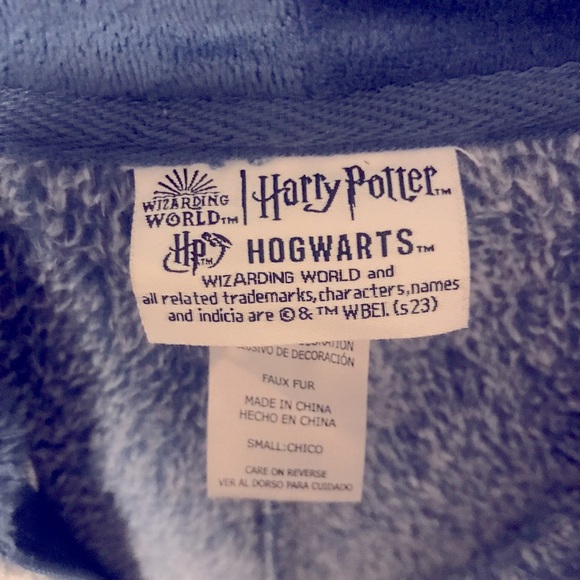 WIZARDING WORLD™ | Harry Potter™
HP™ HOGWARTS™
WIZARDING WORLD and
all related trademarks, characters, names
and indicia are © & ™ WBEI. (s23)
DE DECORACIÓN
FAUX FUR
MADE IN CHINA
HECHO EN CHINA
SMALL:CHICO
CARE ON REVERSE
VER AL DORSO PARA CUIDADO